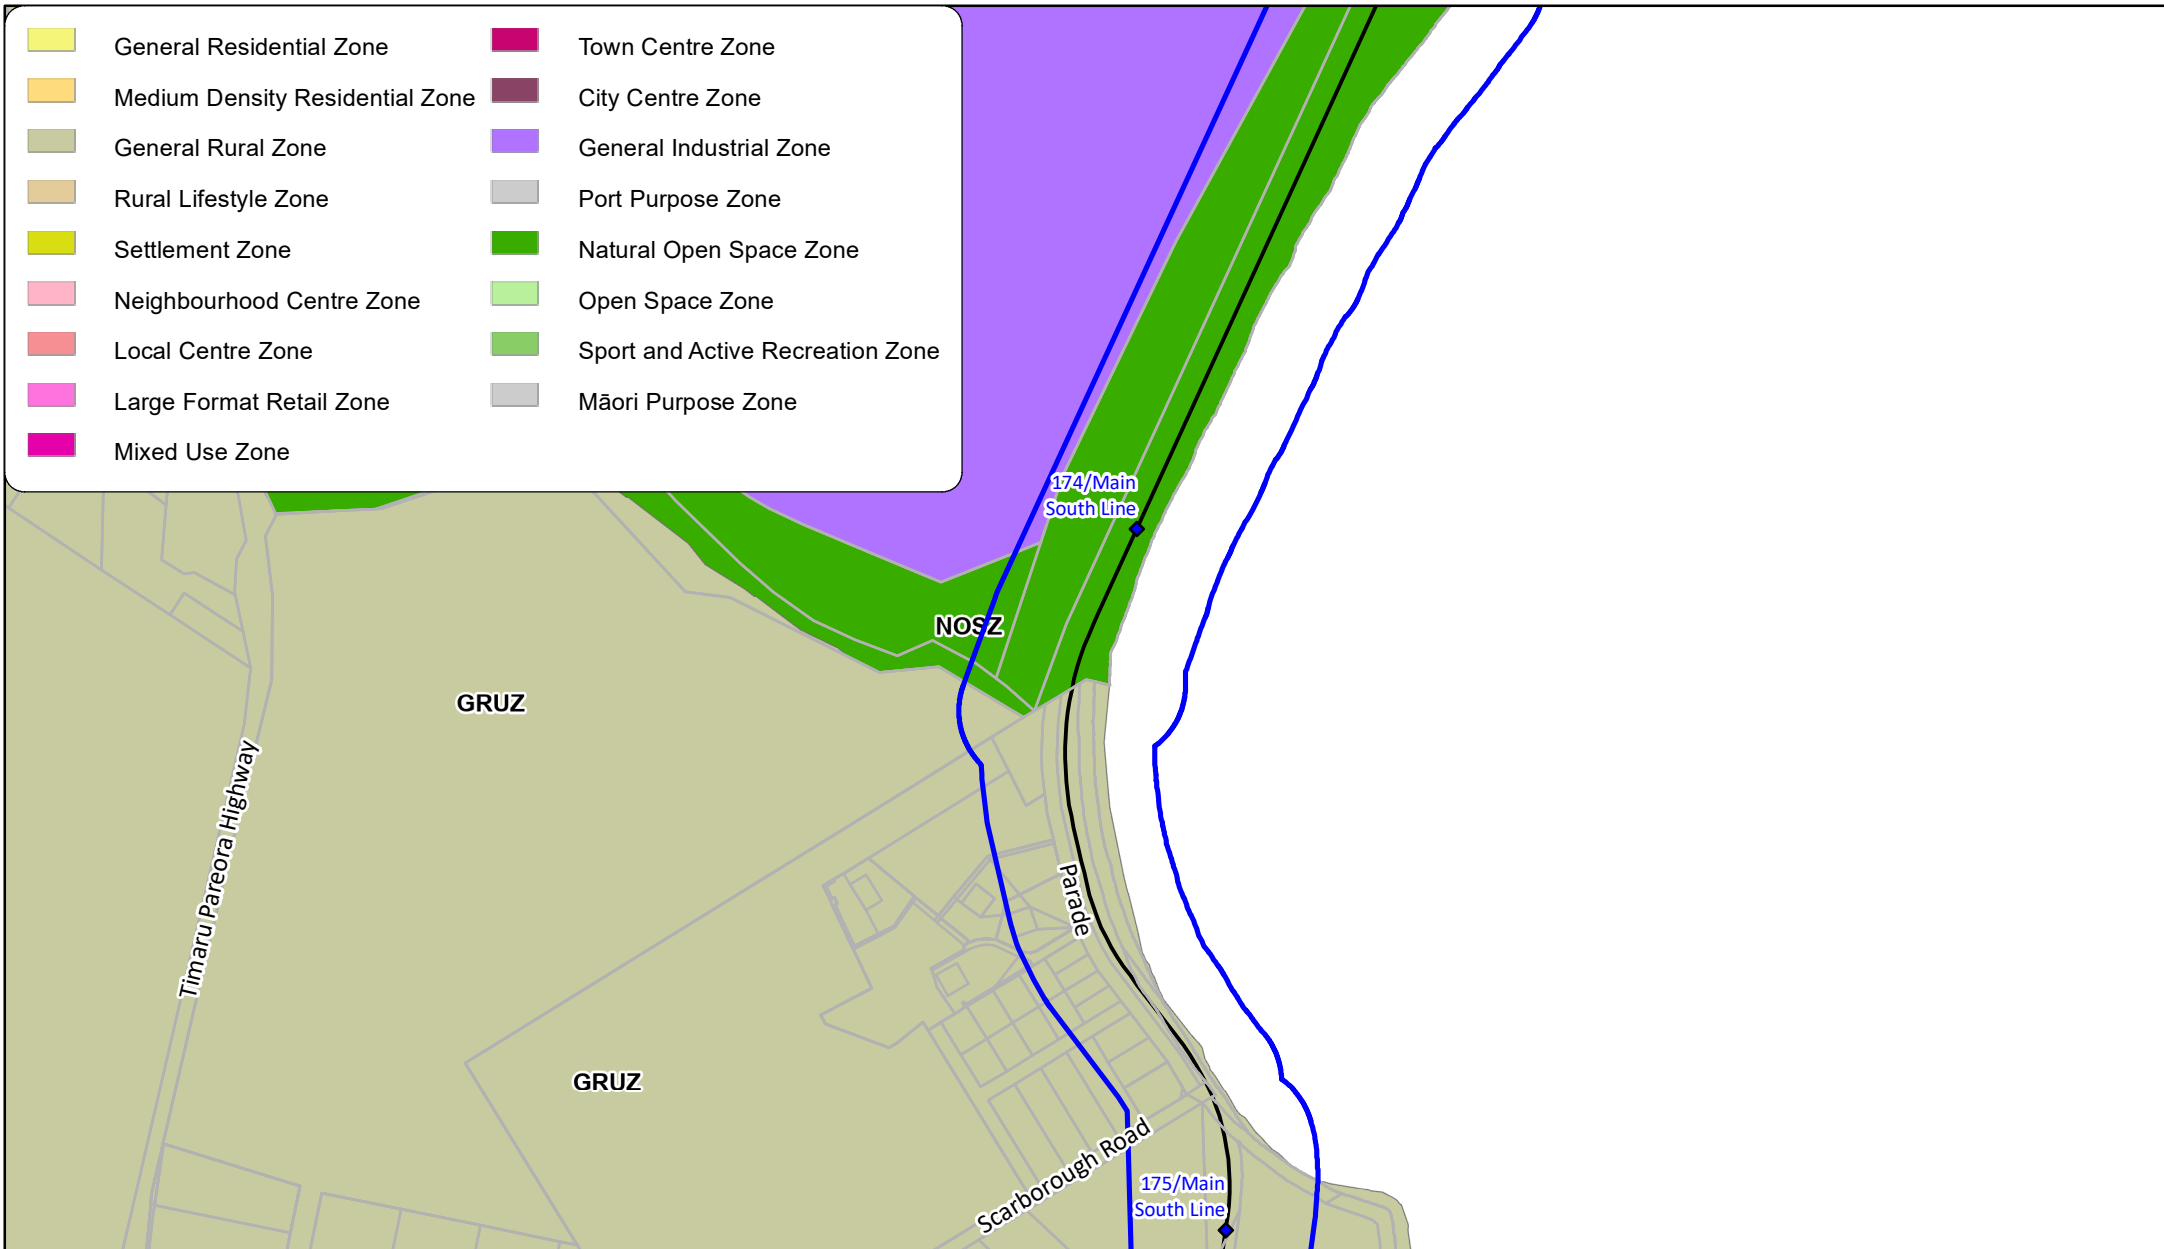 General Residential Zone
Medium Density Residential Zone
General Rural Zone
Rural Lifestyle Zone
Settlement Zone
Neighbourhood Centre Zone
Local Centre Zone
Large Format Retail Zone
Mixed Use Zone
Town Centre Zone
City Centre Zone
General Industrial Zone
Port Purpose Zone
Natural Open Space Zone
Open Space Zone
Sport and Active Recreation Zone
Māori Purpose Zone
174/Main
South Line
NOSZ
GRUZ
Timaru Pareora Highway
Parade
GRUZ
Scarborough Road
175/Main
South Line